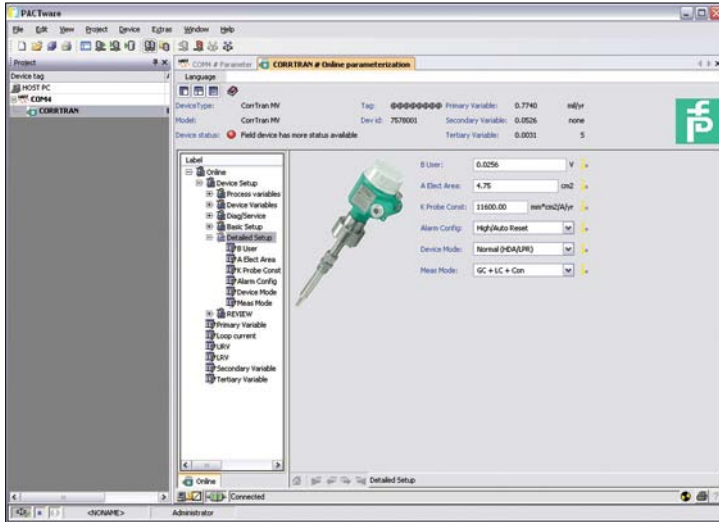 PACTware
File Edit View Project Device Extras Window Help
Project
COM4 # Parameter CORRTRAN # Online parameterization
Device tag
Language
HOST PC
COM4
CORRTRAN
DeviceType: CorrTran MV Tag: @@@@@@@@ Primary Variable: 0.7740 mil/yr
Model: CorrTran MV Dev id: 7578001 Secondary Variable: 0.0526 none
Device status: Field device has more status available Tertiary Variable: 0.0031 S
Label
Online
Device Setup
Process variables
Device Variables
Diag/Service
Basic Setup
Detailed Setup
B User
A Elect Area
K Probe Const
Alarm Config
Device Mode
Meas Mode
REVIEW
Primary Variable
Loop current
URV
LRV
Secondary Variable
Tertiary Variable
B User: 0.0256 V
A Elect Area: 4.75 cm2
K Probe Const: 11600.00 mm*cm2/A/yr
Alarm Config: High/Auto Reset
Device Mode: Normal (HDA/LPR)
Meas Mode: GC + LC + Con
Online
Detailed Setup
Connected
<NONAME> Administrator